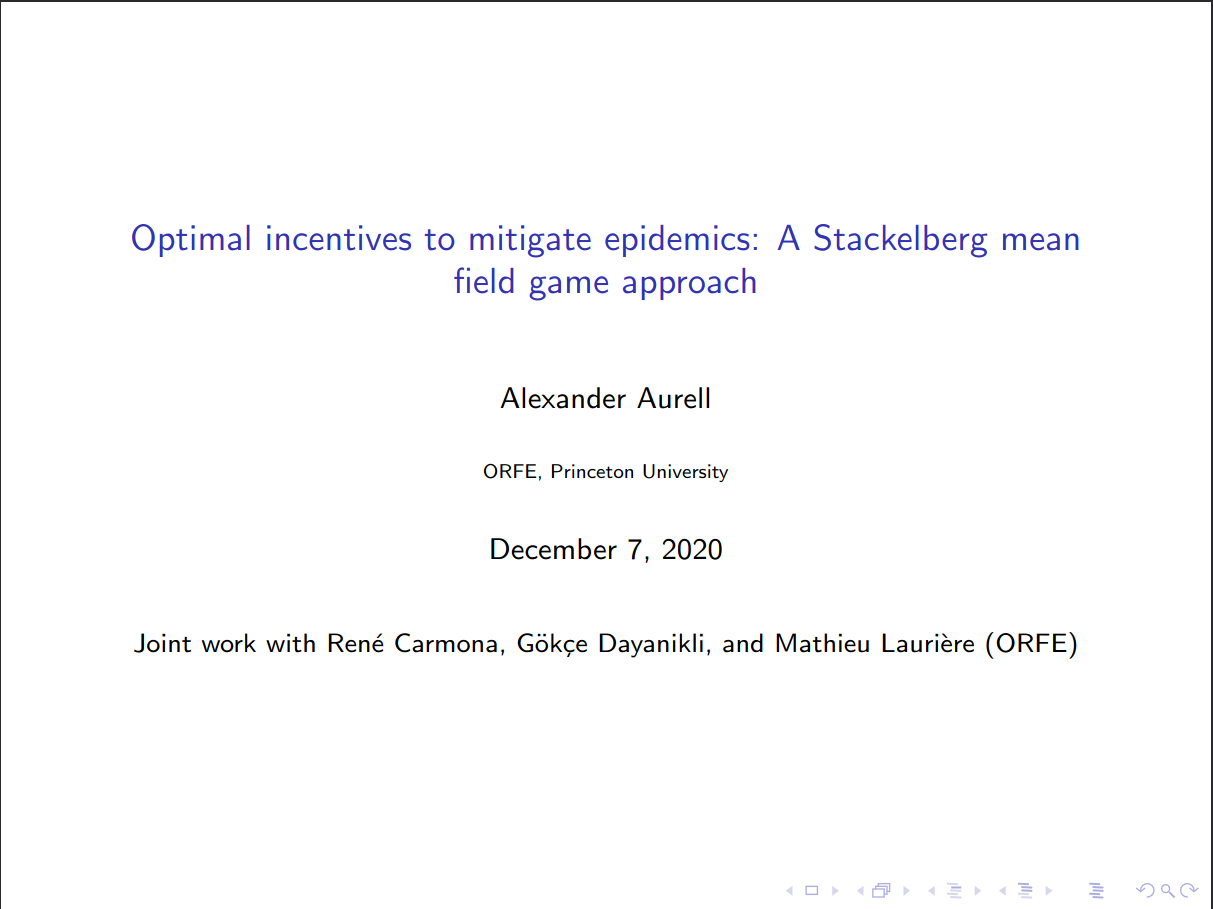 Optimal incentives to mitigate epidemics: A Stackelberg mean
field game approach
Alexander Aurell
ORFE, Princeton University
December 7, 2020
Joint work with René Carmona, Gökçe Dayanikli, and Mathieu Laurière (ORFE)